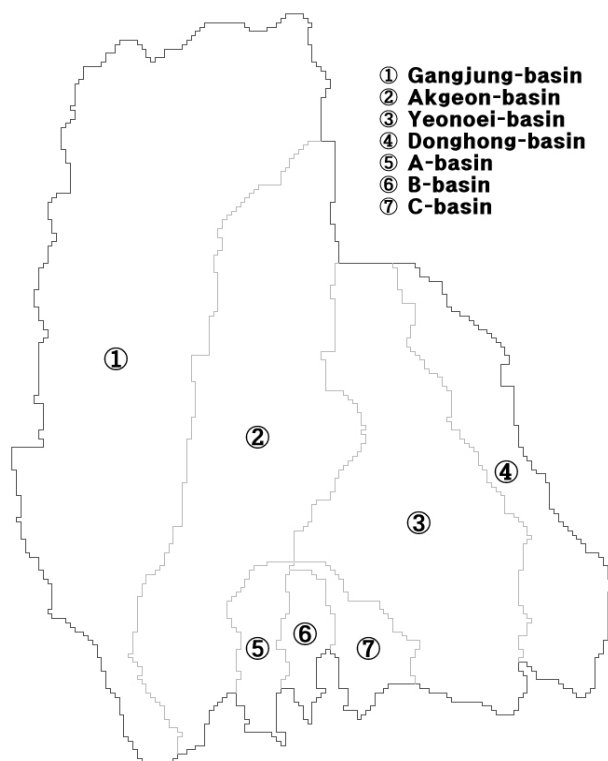 ① Gangjung-basin
② Akgeon-basin
③ Yeonoei-basin
④ Donghong-basin
⑤ A-basin
⑥ B-basin
⑦ C-basin
①
②
④
③
⑥
⑤
⑦